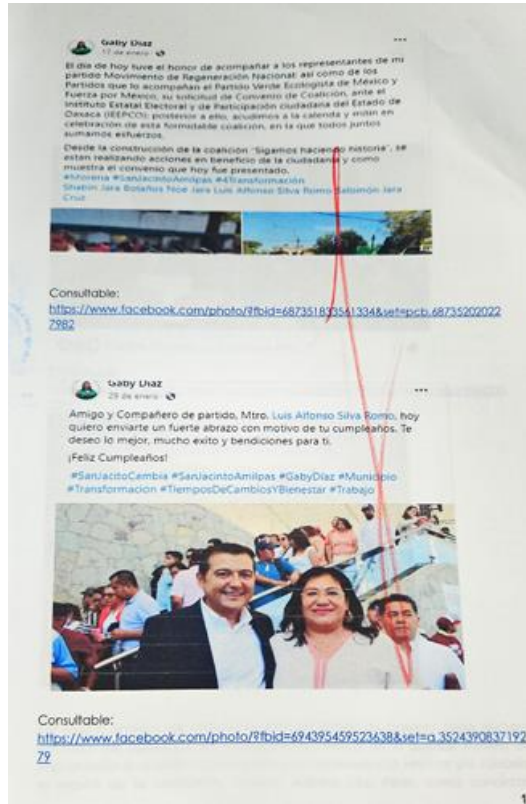 Gaby Diaz
17 de enero
El día de hoy tuve el honor de acompañar a los representantes de mi
partido Movimiento de Regeneración Nacional; así como de los
Partidos que lo acompañan el Partido Verde Ecologista de México y
Fuerza por México, su solicitud de Convenio de Coalición, ante el
Instituto Estatal Electoral y de Participación ciudadana del Estado de
Oaxaca (IEEPCO); posterior a ello, acudimos a la calenda y mitin en
celebración de esta formidable coalición, en la que todos juntos
sumamos esfuerzos.
Desde la construcción de la coalición "Sigamos haciendo historia", se
están realizando acciones en beneficio de la ciudadanía y como
muestra el convenio que hoy fue presentado.
#Morena #SanJacintoAmilpas #4Transformación
Shabin Jara Bolaños Noé Jara Luis Alfonso Silva Romo Salomón Jara
Cruz
Consultable:
https://www.facebook.com/photo/?fbid=687351833561334&set=pcb.68735202022
7982
Gaby Diaz
29 de enero
Amigo y Compañero de partido, Mtro. Luis Alfonso Silva Romo, hoy
quiero enviarte un fuerte abrazo con motivo de tu cumpleaños. Te
deseo lo mejor, mucho exito y bendiciones para ti.
¡Feliz Cumpleaños!
#SanJacitoCambia #SanJacintoAmilpas #GabyDíaz #Municipio
#Transformacion #TiemposDeCambiosYBienestar #Trabajo
Consultable:
https://www.facebook.com/photo/?fbid=694395459523638&set=a.3524390837192
79